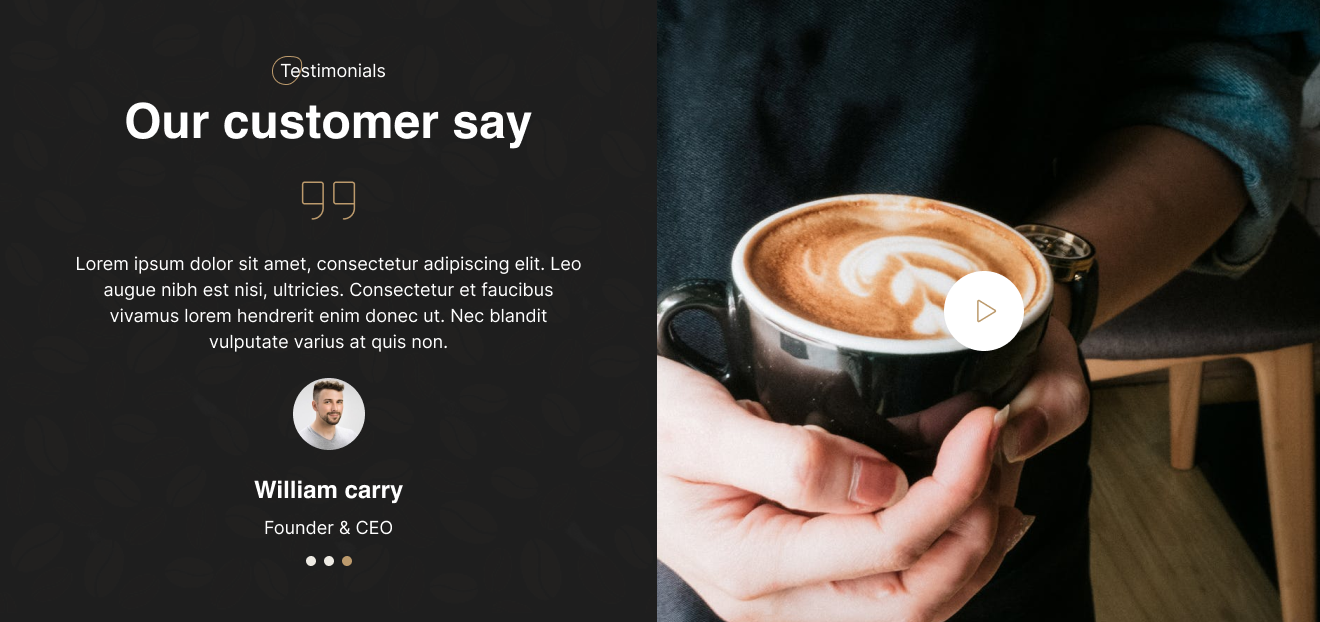 Testimonials
Our customer say
Lorem ipsum dolor sit amet, consectetur adipiscing elit. Leo
augue nibh est nisi, ultricies. Consectetur et faucibus
vivamus lorem hendrerit enim donec ut. Nec blandit
vulputate varius at quis non.
William carry
Founder & CEO